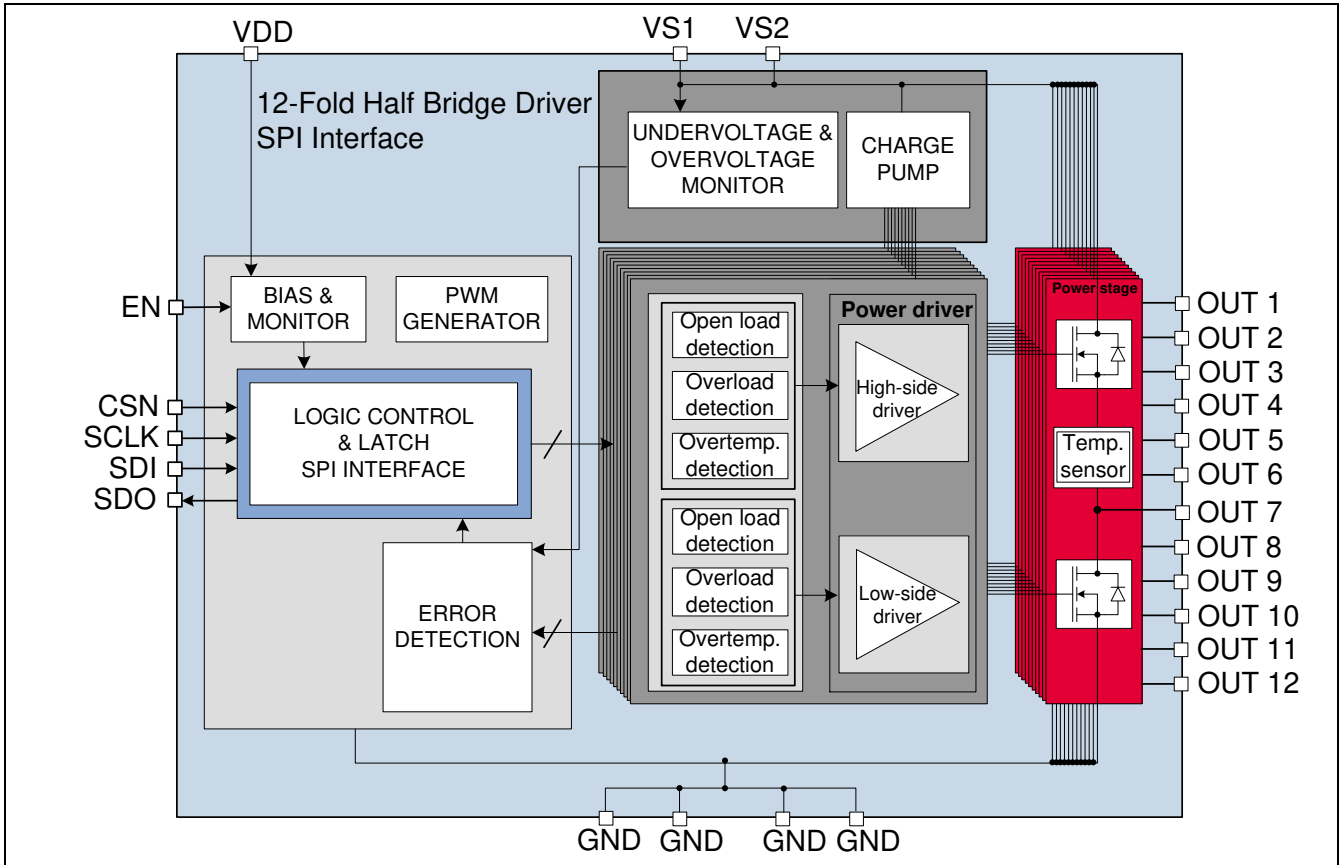 VDD
VS1
VS2
12-Fold Half Bridge Driver
SPI Interface
UNDERVOLTAGE &
OVERVOLTAGE
MONITOR
CHARGE
PUMP
EN
BIAS &
MONITOR
PWM
GENERATOR
CSN
SCLK
SDI
SDO
LOGIC CONTROL
& LATCH
SPI INTERFACE
ERROR
DETECTION
Open load
detection
Overload
detection
Overtemp.
detection
Open load
detection
Overload
detection
Overtemp.
detection
Power driver
High-side
driver
Low-side
driver
Power stage
Temp.
sensor
OUT 1
OUT 2
OUT 3
OUT 4
OUT 5
OUT 6
OUT 7
OUT 8
OUT 9
OUT 10
OUT 11
OUT 12
GND
GND
GND
GND